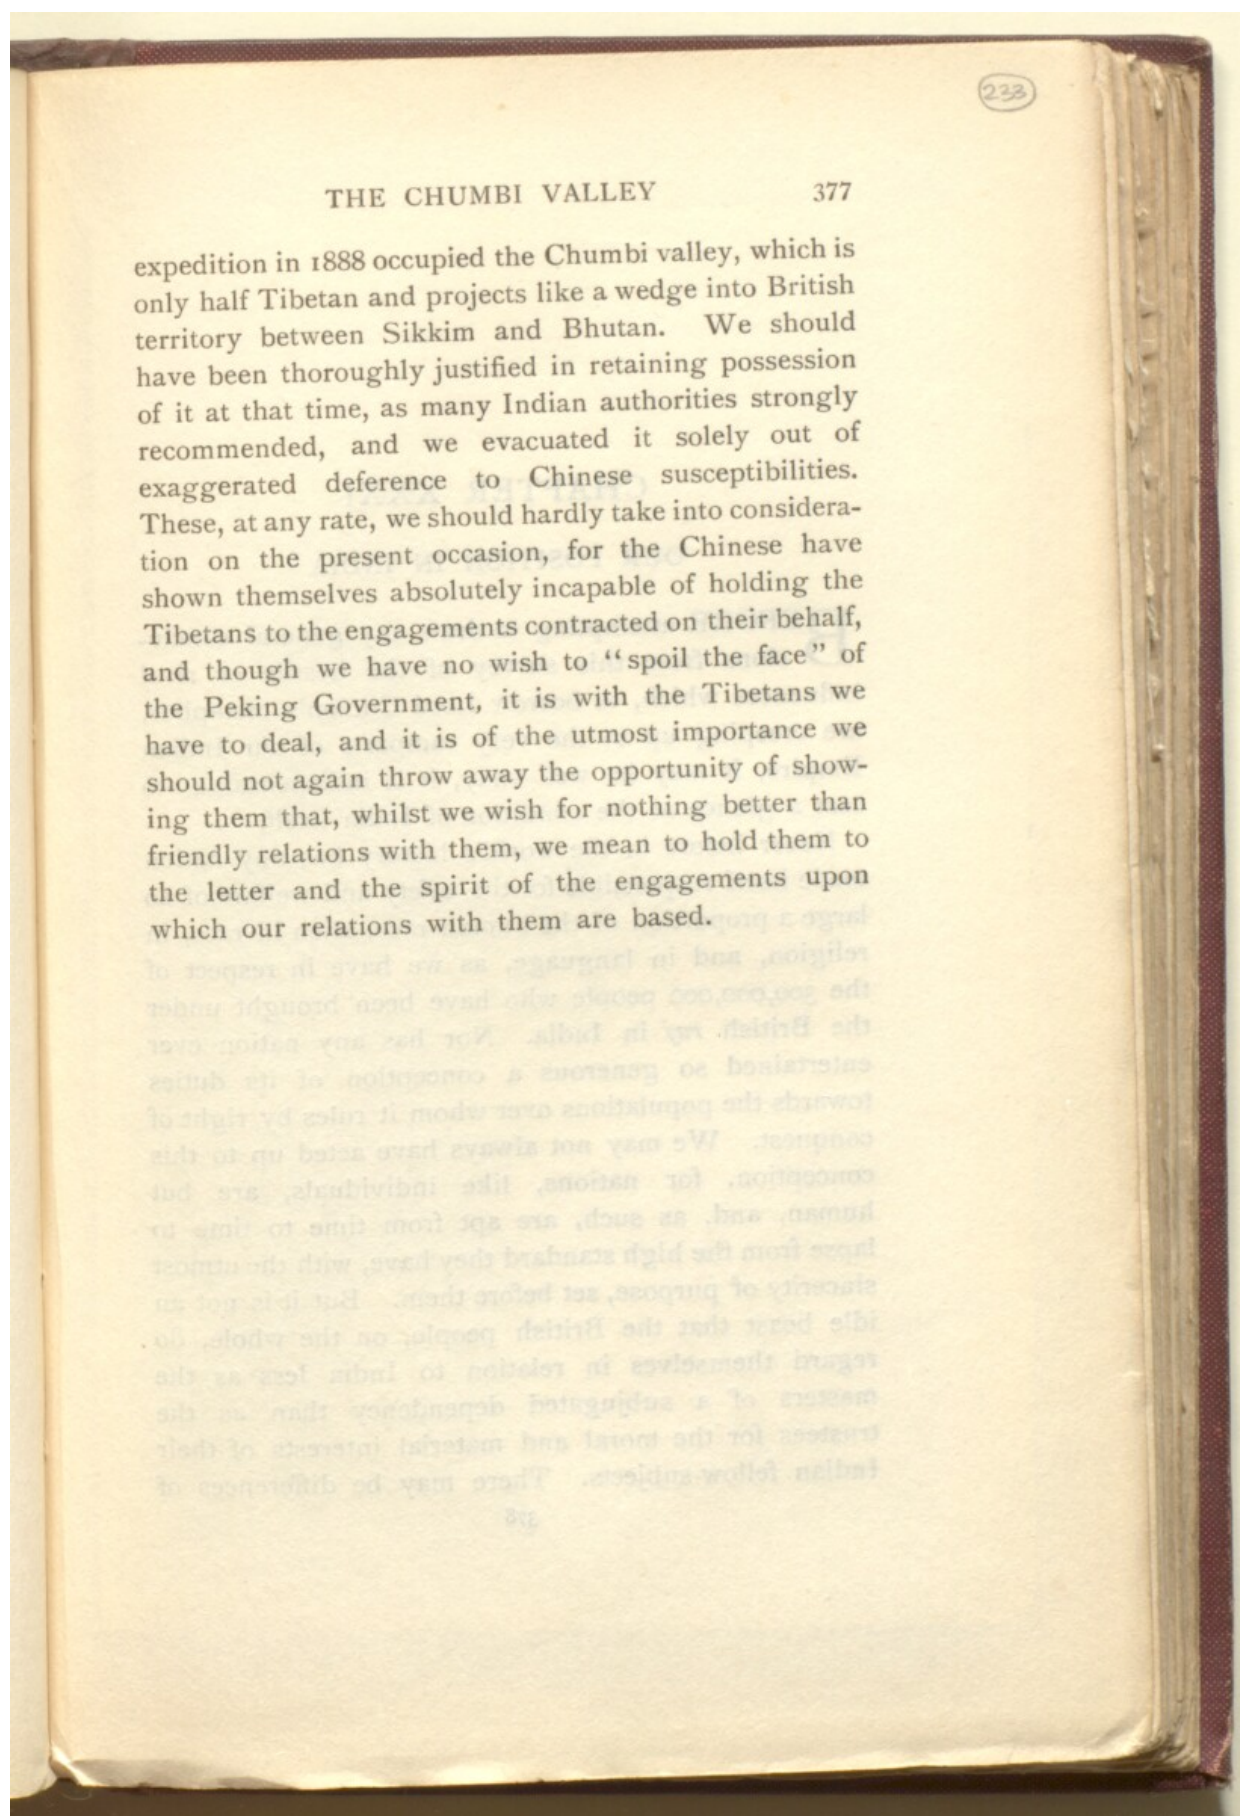 233
THE CHUMBI VALLEY 377
expedition in 1888 occupied the Chumbi valley, which is
only half Tibetan and projects like a wedge into British
territory between Sikkim and Bhutan. We should
have been thoroughly justified in retaining possession
of it at that time, as many Indian authorities strongly
recommended, and we evacuated it solely out of
exaggerated deference to Chinese susceptibilities.
These, at any rate, we should hardly take into considera-
tion on the present occasion, for the Chinese have
shown themselves absolutely incapable of holding the
Tibetans to the engagements contracted on their behalf,
and though we have no wish to “spoil the face” of
the Peking Government, it is with the Tibetans we
have to deal, and it is of the utmost importance we
should not again throw away the opportunity of show-
ing them that, whilst we wish for nothing better than
friendly relations with them, we mean to hold them to
the letter and the spirit of the engagements upon
which our relations with them are based.